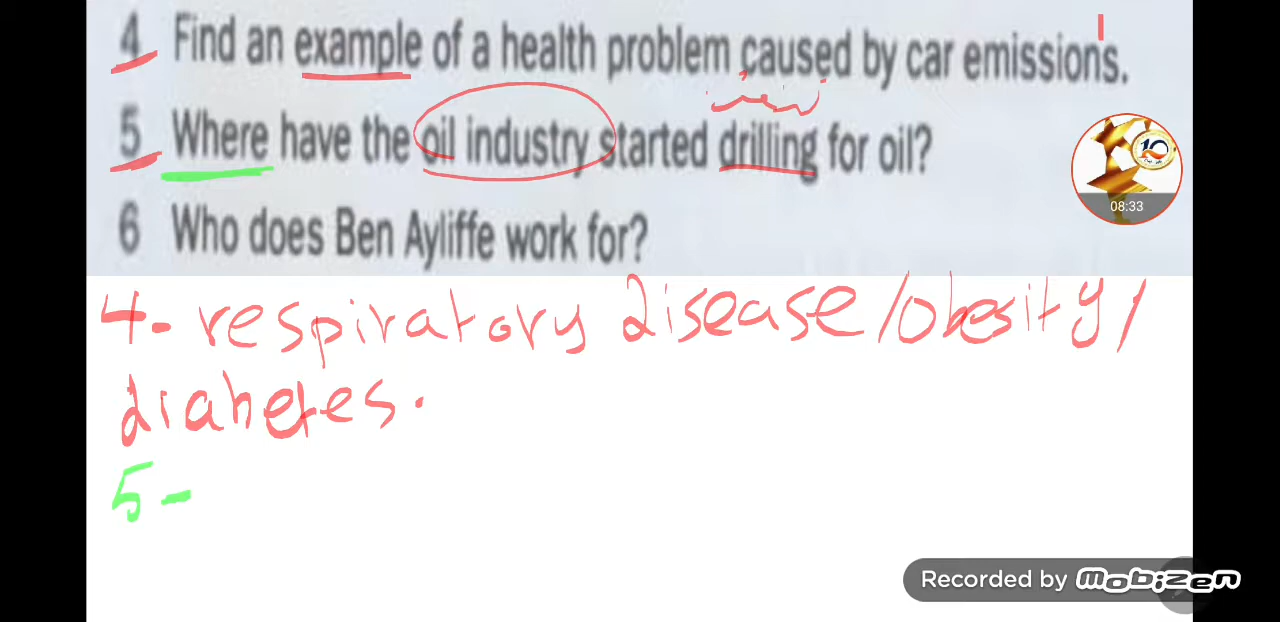 4 Find an example of a health problem caused by car emissions.
5 Where have the oil industry started drilling for oil?
6 Who does Ben Ayliffe work for?
10
08:33
4- respiratory disease/obesity/
diabetes.
5-
Recorded by Mobizen